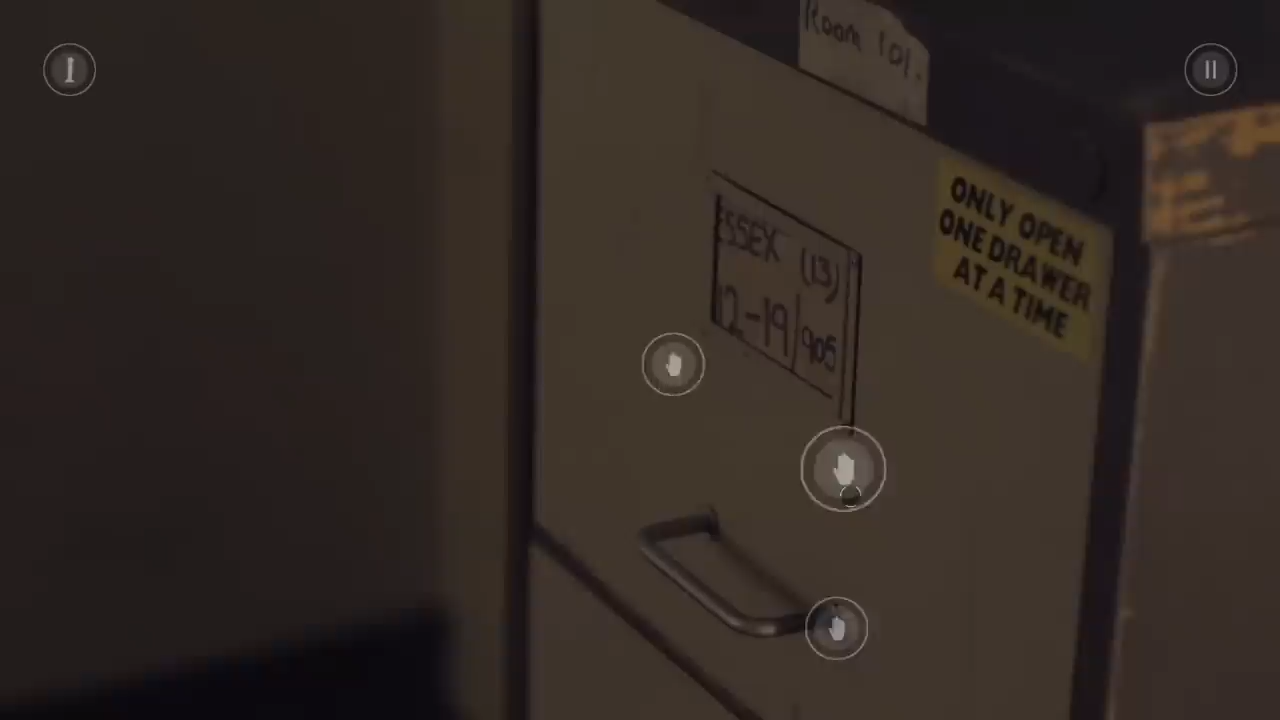 Room 101
ESSEX (13)
12-19 905
ONLY OPEN
ONE DRAWER
AT A TIME